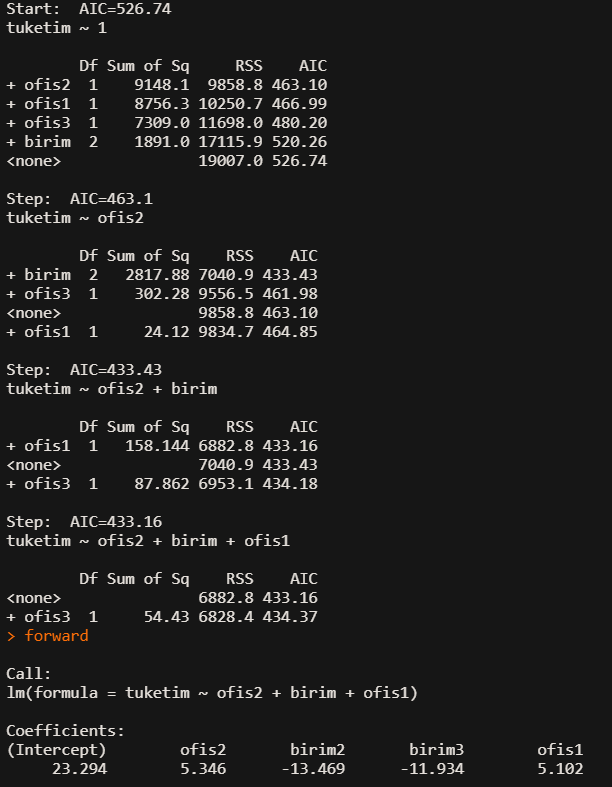 Start:  AIC=526.74
tuketim ~ 1
        Df Sum of Sq     RSS    AIC
+ ofis2  1    9148.1  9858.8 463.10
+ ofis1  1    8756.3 10250.7 466.99
+ ofis3  1    7309.0 11698.0 480.20
+ birim  2    1891.0 17115.9 520.26
<none>               19007.0 526.74
Step:  AIC=463.1
tuketim ~ ofis2
        Df Sum of Sq    RSS    AIC
+ birim  2   2817.88 7040.9 433.43
+ ofis3  1    302.28 9556.5 461.98
<none>               9858.8 463.10
+ ofis1  1     24.12 9834.7 464.85
Step:  AIC=433.43
tuketim ~ ofis2 + birim
        Df Sum of Sq    RSS    AIC
+ ofis1  1   158.144 6882.8 433.16
<none>               7040.9 433.43
+ ofis3  1    87.862 6953.1 434.18
Step:  AIC=433.16
tuketim ~ ofis2 + birim + ofis1
        Df Sum of Sq    RSS    AIC
<none>               6882.8 433.16
+ ofis3  1     54.43 6828.4 434.37
> forward
Call:
lm(formula = tuketim ~ ofis2 + birim + ofis1)
Coefficients:
(Intercept)        ofis2       birim2       birim3        ofis1
     23.294        5.346      -13.469      -11.934        5.102